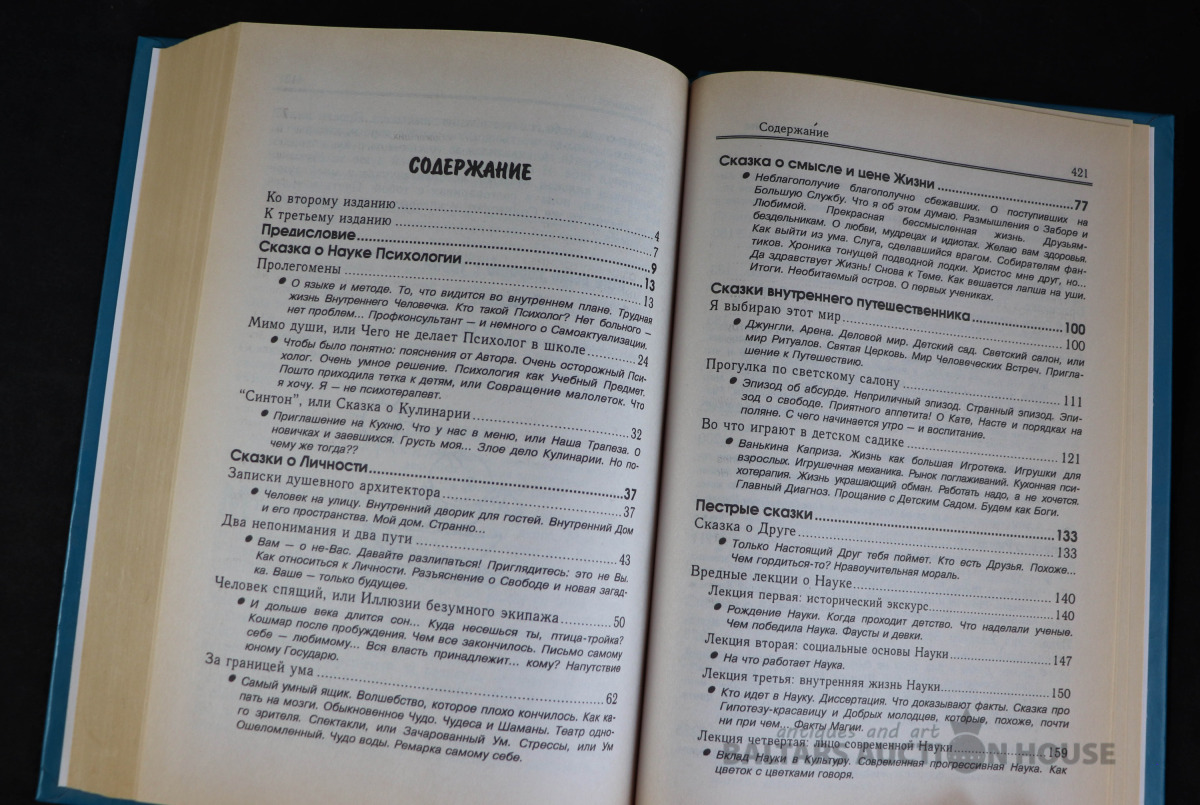 СОДЕРЖАНИЕ
Ко второму изданию 4
К третьему изданию 7
Предисловие 9
Сказка о Науке Психологии 13
Пролегомены 13
• О языке и методе. То, что видится во внутреннем плане. Трудная
жизнь Внутреннего Человечка. Кто такой Психолог? Нет больного –
нет проблем... Профконсультант — и немного о Самоактуализации.
Мимо души, или Чего не делает Психолог в школе 24
• Чтобы было понятно: пояснения от Автора. Очень осторожный Пси-
холог. Очень умное решение. Психология как Учебный Предмет.
Пошто приходила тетка к детям, или Совращение малолеток. Что
я хочу. Я – не психотерапевт.
“Синтон”, или Сказка о Кулинарии 32
• Приглашение на Кухню. Что у нас в меню, или Наша Трапеза. О
новичках и заевшихся. Грусть моя... Злое дело Кулинарии. Но по-
чему же тогда??
Сказки о Личности 37
Записки душевного архитектора 37
• Человек на улицу. Внутренний дворик для гостей. Внутренний Дом
и его пространства. Мой дом. Странно...
Два непонимания и два пути 43
• Вам — о не-Вас. Давайте разлипаться! Приглядитесь: это не Вы.
Как относиться к Личности. Разъяснение о Свободе и новая загад-
ка. Ваше — только будущее.
Человек спящий, или Иллюзии безумного экипажа 50
• И дольше века длится сон... Куда несешься ты, птица-тройка?
Кошмар после пробуждения. Чем все закончилось. Письмо самому
себе — любимому... Вся власть принадлежит... кому? Напутствие
юному Государю.
За границей ума 62
• Самый умный ящик. Волшебство, которое плохо кончилось. Как ка-
пать на мозги. Обыкновенное Чудо. Чудеса и Шаманы. Театр одно-
го зрителя. Спектакли, или Зачарованный Ум. Стрессы, или Ум
Ошеломленный. Чудо воды. Ремарка самому себе.
Содержание
421
Сказка о смысле и цене Жизни 77
• Неблагополучие благополучно сбежавших. О поступивших на
Большую Службу. Что я об этом думаю. Размышления о Заборе и
Любимой. Прекрасная бессмысленная жизнь. Друзьям-
бездельникам. О любви, мудрецах и идиотах. Желаю вам здоровья.
Как выйти из ума. Слуга, сделавшийся врагом. Собирателям фан-
тиков. Хроника тонущей подводной лодки. Христос мне друг, но...
Да здравствует Жизнь! Снова к Теме. Как вешается лапша на уши.
Итоги. Необитаемый остров. О первых учениках.
Сказки внутреннего путешественника 100
Я выбираю этот мир 100
• Джунгли. Арена. Деловой мир. Детский сад. Светский салон, или
мир Ритуалов. Святая Церковь. Мир Человеческих Встреч. Пригла-
шение к Путешествию.
Прогулка по светскому салону 111
• Эпизод об абсурде. Неприличный эпизод. Странный эпизод. Эпи-
зод о свободе. Приятного аппетита! О Кате, Насте и порядках на
поляне. С чего начинается утро – и воспитание.
Во что играют в детском садике 121
• Ванькина Каприза. Жизнь как большая Игротека. Игрушки для
взрослых. Игрушечная механика. Рынок поглаживаний. Кухонная пси-
хотерапия. Жизнь украшающий обман. Работать надо, а не хочется.
Главный Диагноз. Прощание с Детским Садом. Будем как Боги.
Пестрые сказки 133
Сказка о Друге 133
• Только Настоящий Друг тебя поймет. Кто есть Друзья. Похоже...
Чем гордиться-то? Нравоучительная мораль.
Вредные лекции о Науке 140
Лекция первая: исторический экскурс 140
• Рождение Науки. Когда проходит детство. Что наделали ученые.
Чем победила Наука. Фаусты и девки.
Лекция вторая: социальные основы Науки 147
• На что работает Наука.
Лекция третья: внутренняя жизнь Науки 150
• Кто идет в Науку. Диссертация. Что доказывают факты. Сказка про
Гипотезу-красавицу и Добрых молодцев, которые, похоже, почти
ни при чем... Факты Магии.
Лекция четвертая: лицо современной Науки 159
• Вклад Науки в Культуру. Современная прогрессивная Наука. Как
цветок с цветками говоря.
antiques and art
BALTARS AUCTION HOUSE